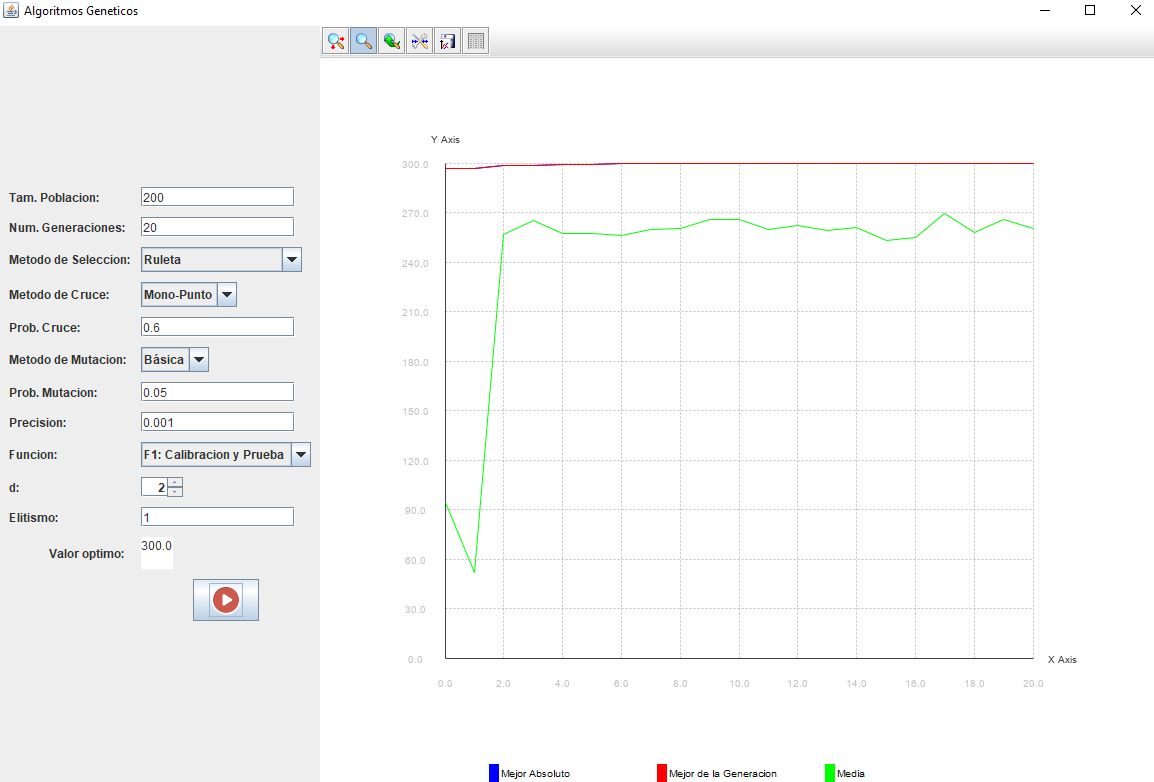 Algoritmos Geneticos
Tam. Poblacion: 200
Num. Generaciones: 20
Metodo de Seleccion: Ruleta
Metodo de Cruce: Mono-Punto
Prob. Cruce: 0.6
Metodo de Mutacion: Básica
Prob. Mutacion: 0.05
Precision: 0.001
Funcion: F1: Calibracion y Prueba
d: 2
Elitismo: 1
Valor optimo: 300.0
Y Axis
300.0
270.0
240.0
210.0
180.0
150.0
120.0
90.0
60.0
30.0
0.0
X Axis
0.0 2.0 4.0 6.0 8.0 10.0 12.0 14.0 16.0 18.0 20.0
Mejor Absoluto Mejor de la Generacion Media